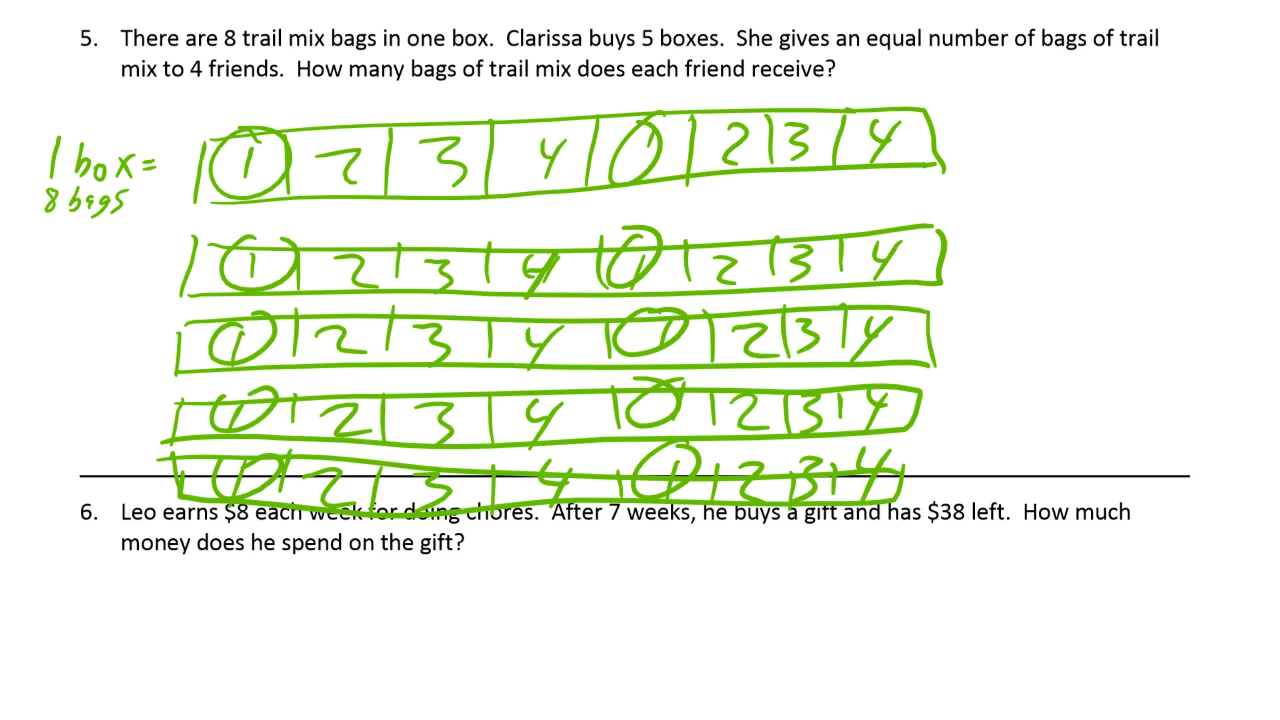 5. There are 8 trail mix bags in one box. Clarissa buys 5 boxes. She gives an equal number of bags of trail
mix to 4 friends. How many bags of trail mix does each friend receive?
1 box =
8 bags
1 2 3 4 1 2 3 4
1 2 3 4 1 2 3 4
1 2 3 4 1 2 3 4
1 2 3 4 1 2 3 4
1 2 3 4 1 2 3 4
6. Leo earns $8 each week for doing chores. After 7 weeks, he buys a gift and has $38 left. How much
money does he spend on the gift?